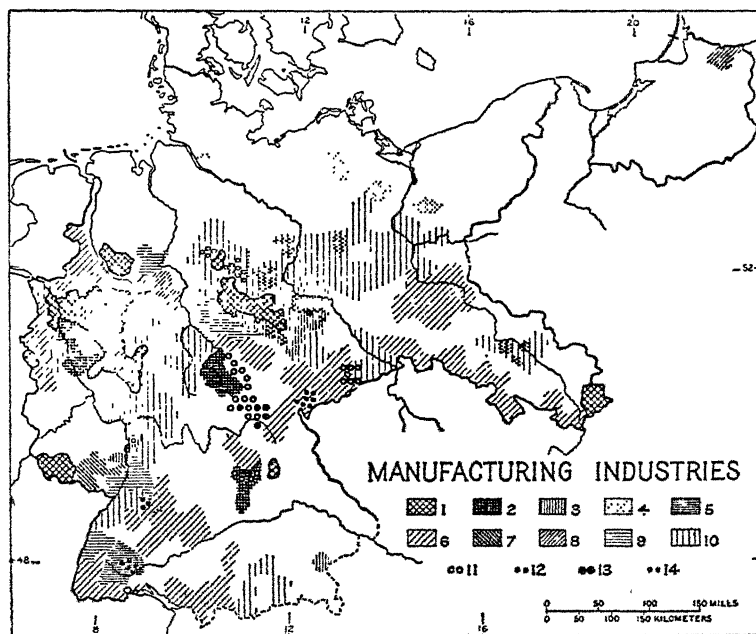 12 16 20
52
MANUFACTURING INDUSTRIES
1 2 3 4 5
6 7 8 9 10
11 12 13 14
48
0 50 100 150 MILES
0 50 100 150 KILOMETERS
8 12 16